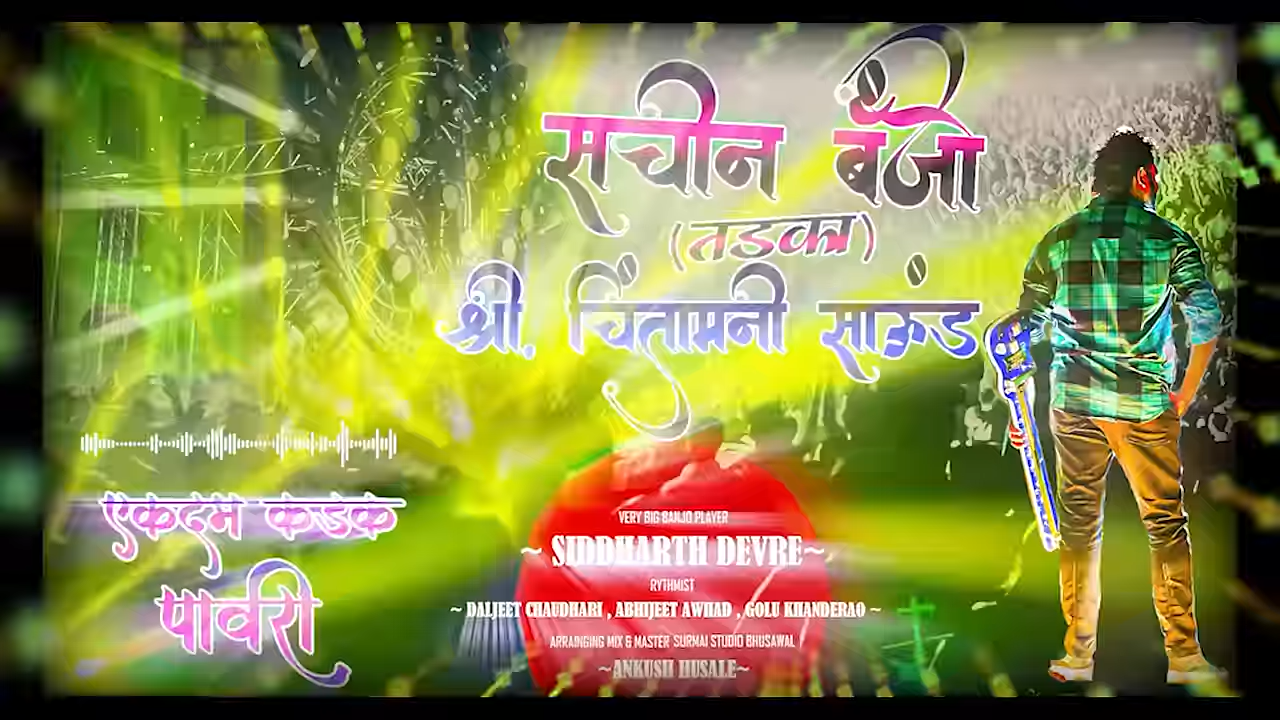 सचीन बँजो
(तडका)
श्री. चिंतामनी साऊंड
एकदम कडक
पावरी
VERY BIG BANJO PLAYER
~ SIDDHARTH DEVRE~
RYTHMIST
~ DALJEET CHAUDHARI , ABHIJEET AWHAD , GOLU KHANDERAO ~
ARRAINGING MIX & MASTER SURMAI STUDIO BHUSAWAL
~ANKUSH HUSALE~